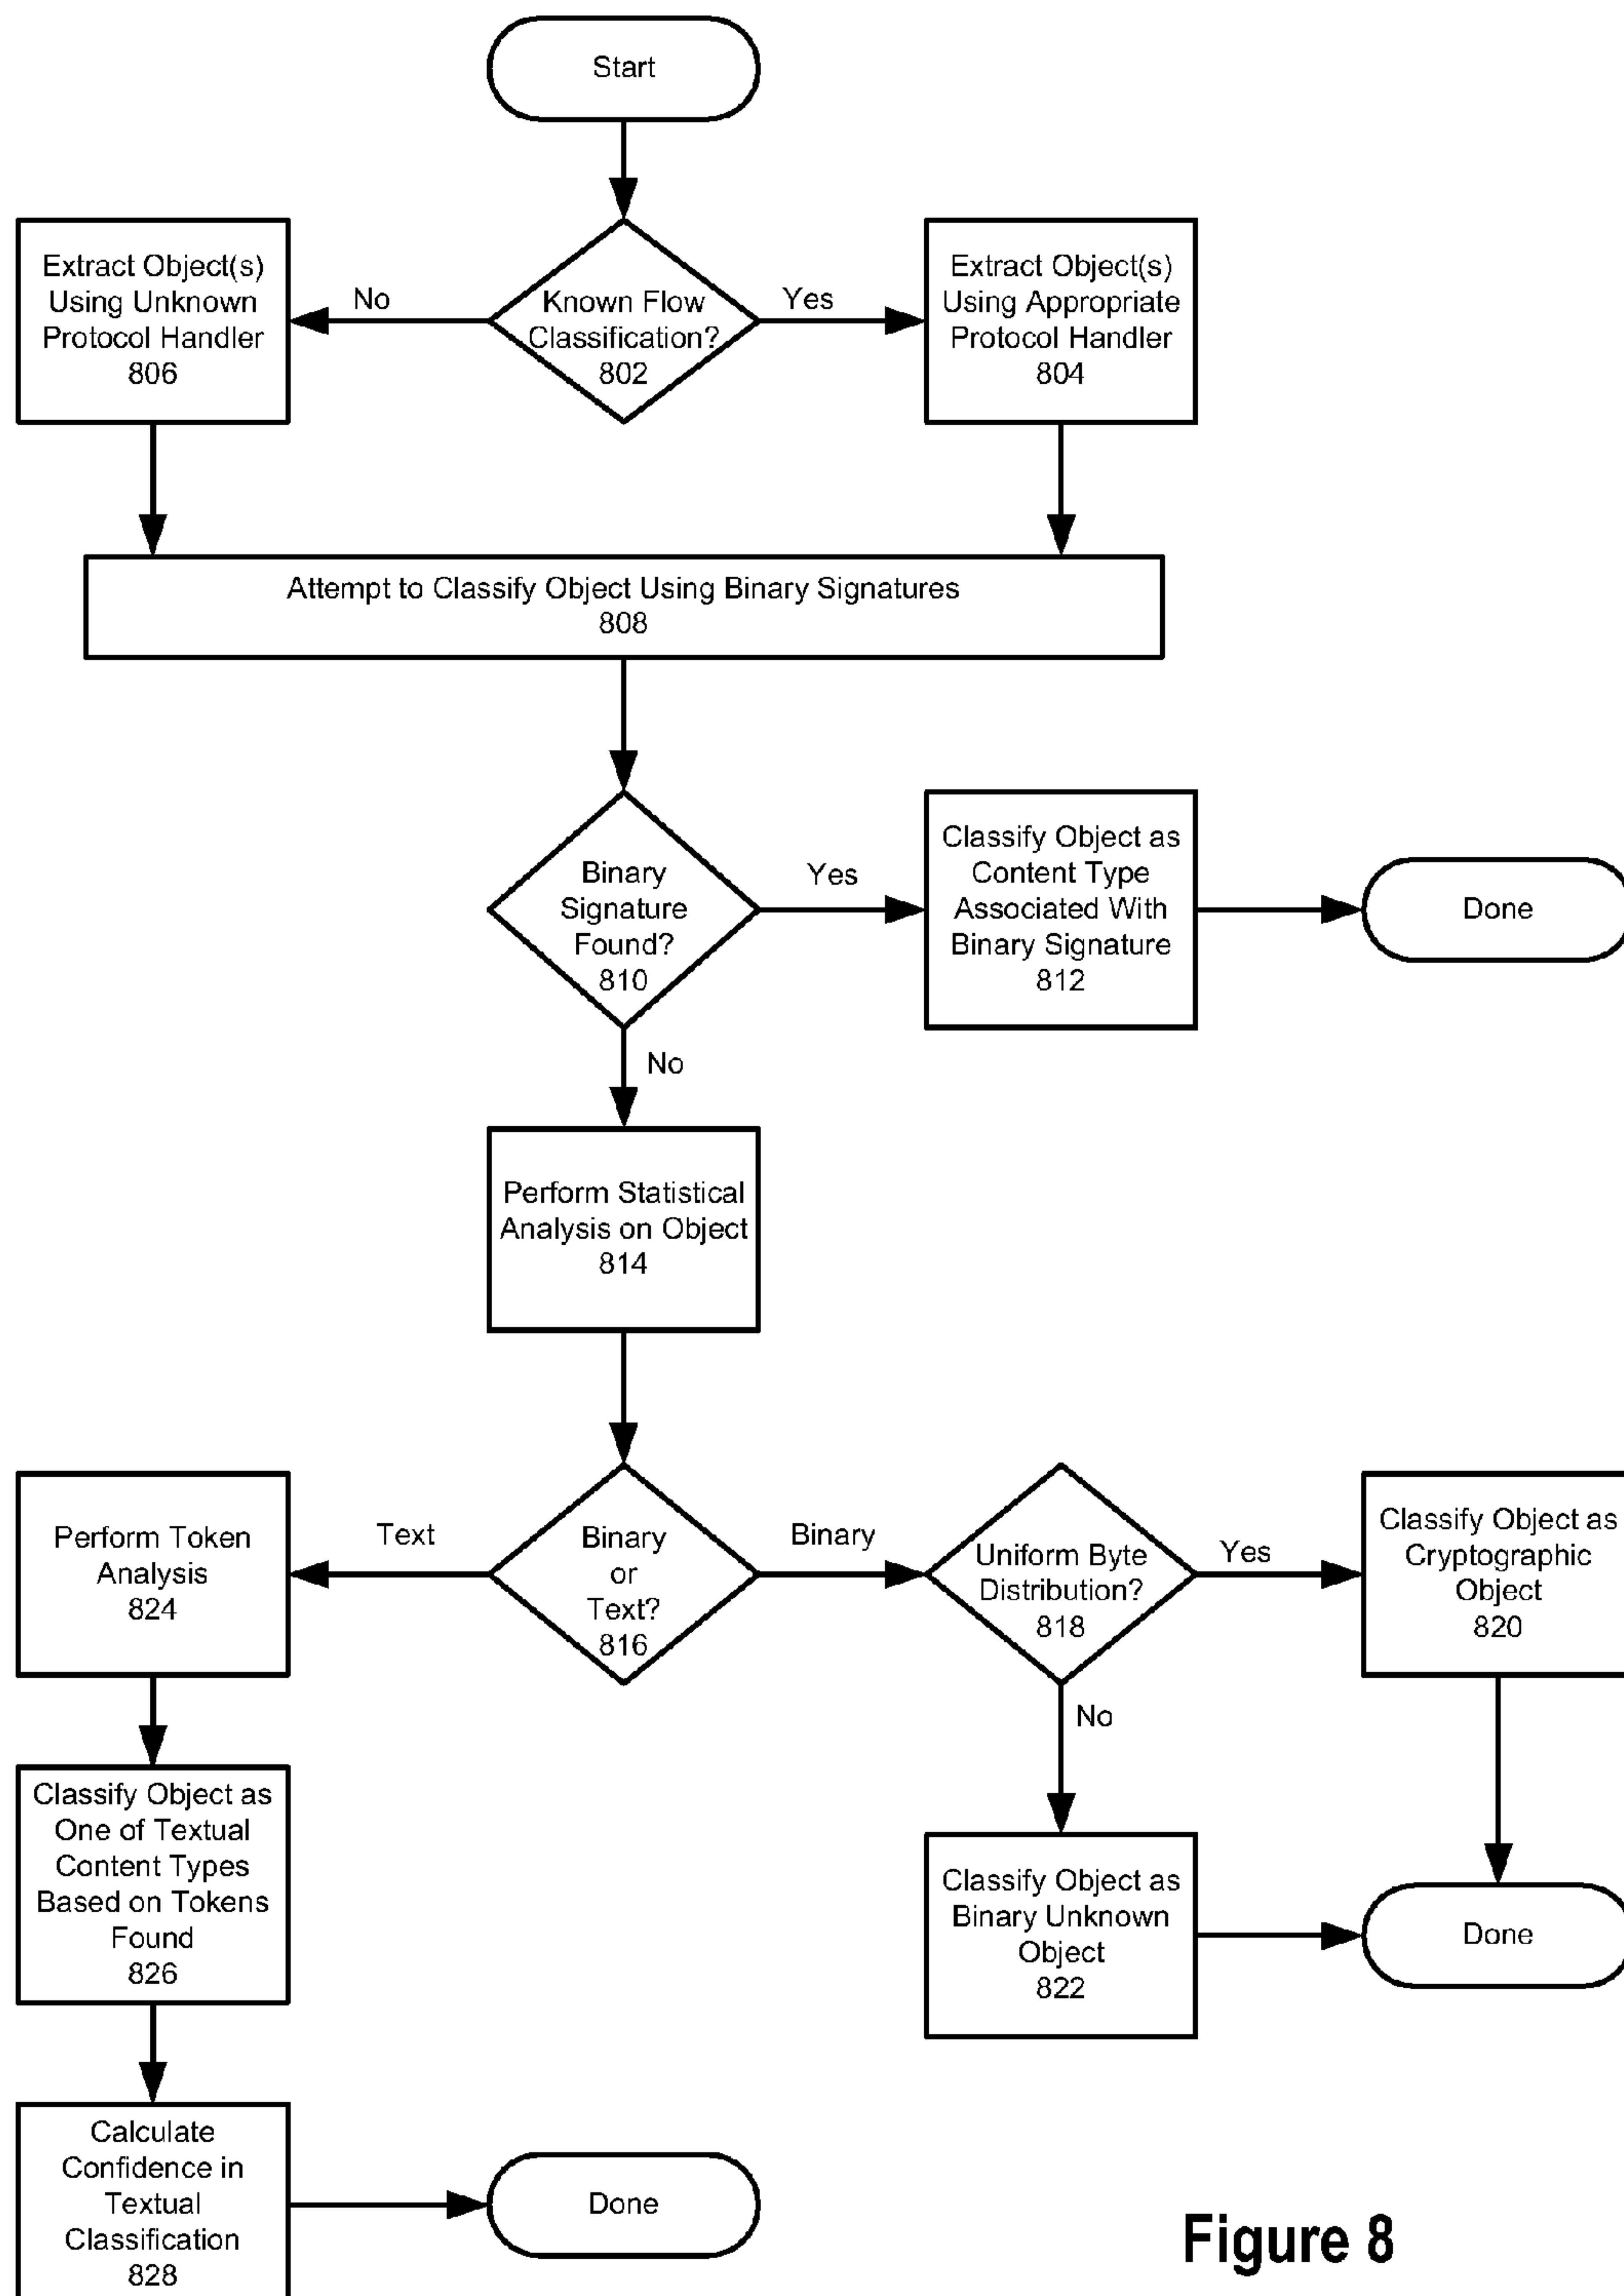 Start
Extract Object(s)
Using Unknown
Protocol Handler
806
No
Known Flow
Classification?
802
Yes
Extract Object(s)
Using Appropriate
Protocol Handler
804
Attempt to Classify Object Using Binary Signatures
808
Binary
Signature
Found?
810
Yes
Classify Object as
Content Type
Associated With
Binary Signature
812
Done
No
Perform Statistical
Analysis on Object
814
Perform Token
Analysis
824
Text
Binary
or
Text?
816
Binary
Uniform Byte
Distribution?
818
Yes
Classify Object as
Cryptographic
Object
820
No
Classify Object as
One of Textual
Content Types
Based on Tokens
Found
826
Classify Object as
Binary Unknown
Object
822
Done
Calculate
Confidence in
Textual
Classification
828
Done
Figure 8